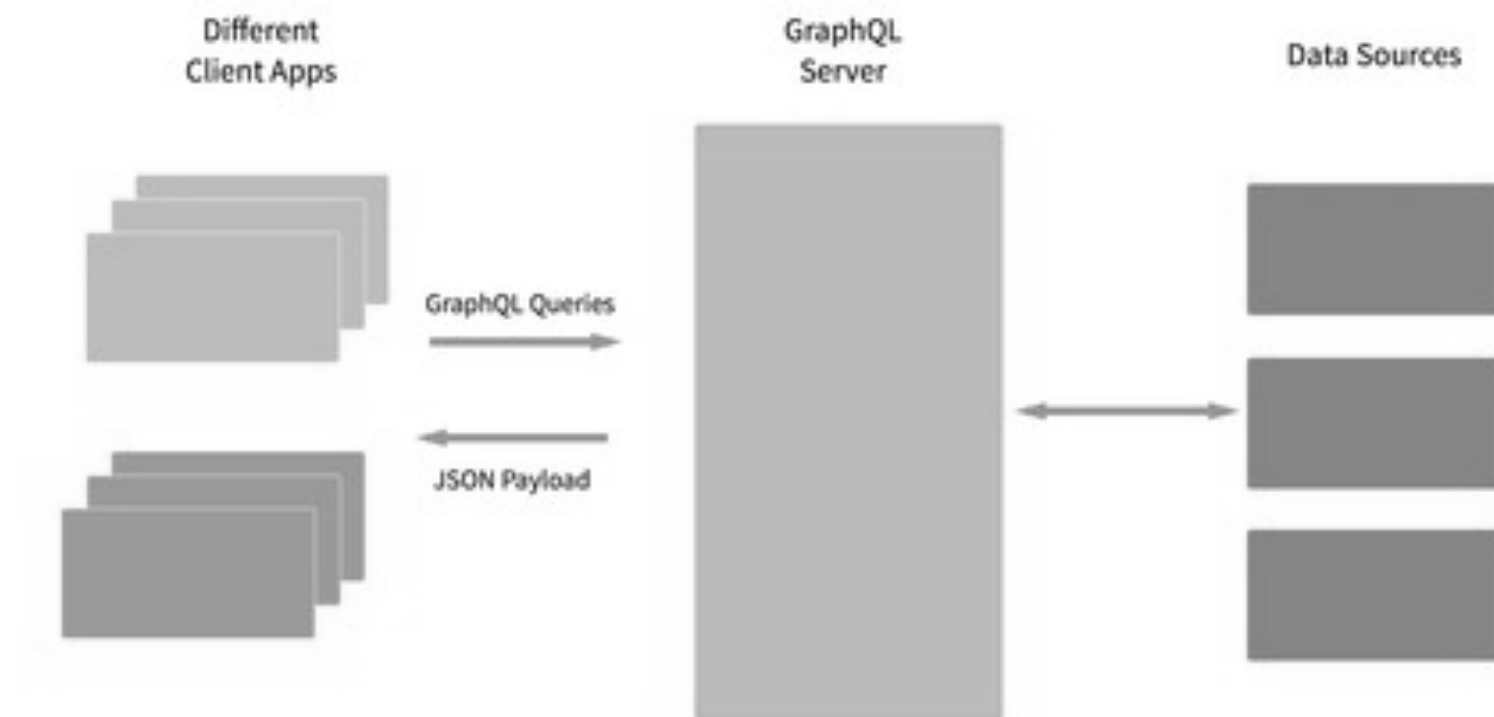 Different
Client Apps
GraphQL
Server
Data Sources
GraphQL Queries
JSON Payload